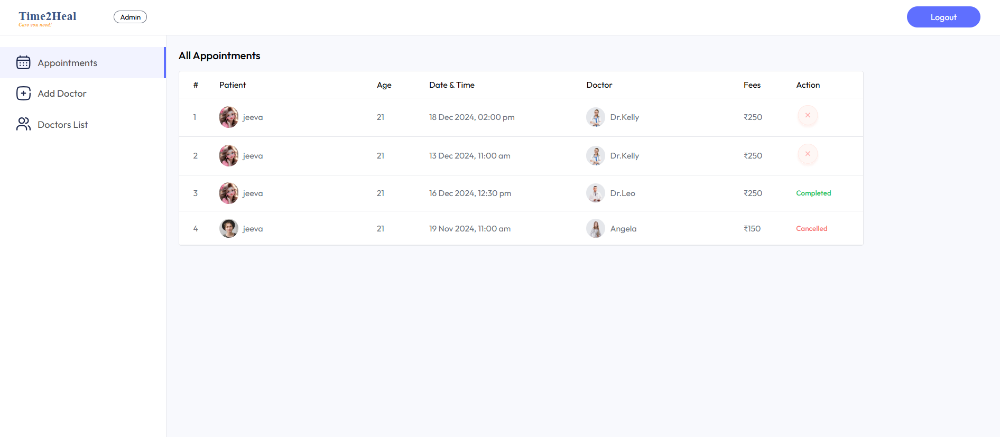 Time2Heal
Care you need!
Admin
Logout
Appointments
Add Doctor
Doctors List
All Appointments
# Patient Age Date & Time Doctor Fees Action
1 jeeva 21 18 Dec 2024, 02:00 pm Dr.Kelly ₹250
2 jeeva 21 13 Dec 2024, 11:00 am Dr.Kelly ₹250
3 jeeva 21 16 Dec 2024, 12:30 pm Dr.Leo ₹250 Completed
4 jeeva 21 19 Nov 2024, 11:00 am Angela ₹150 Cancelled